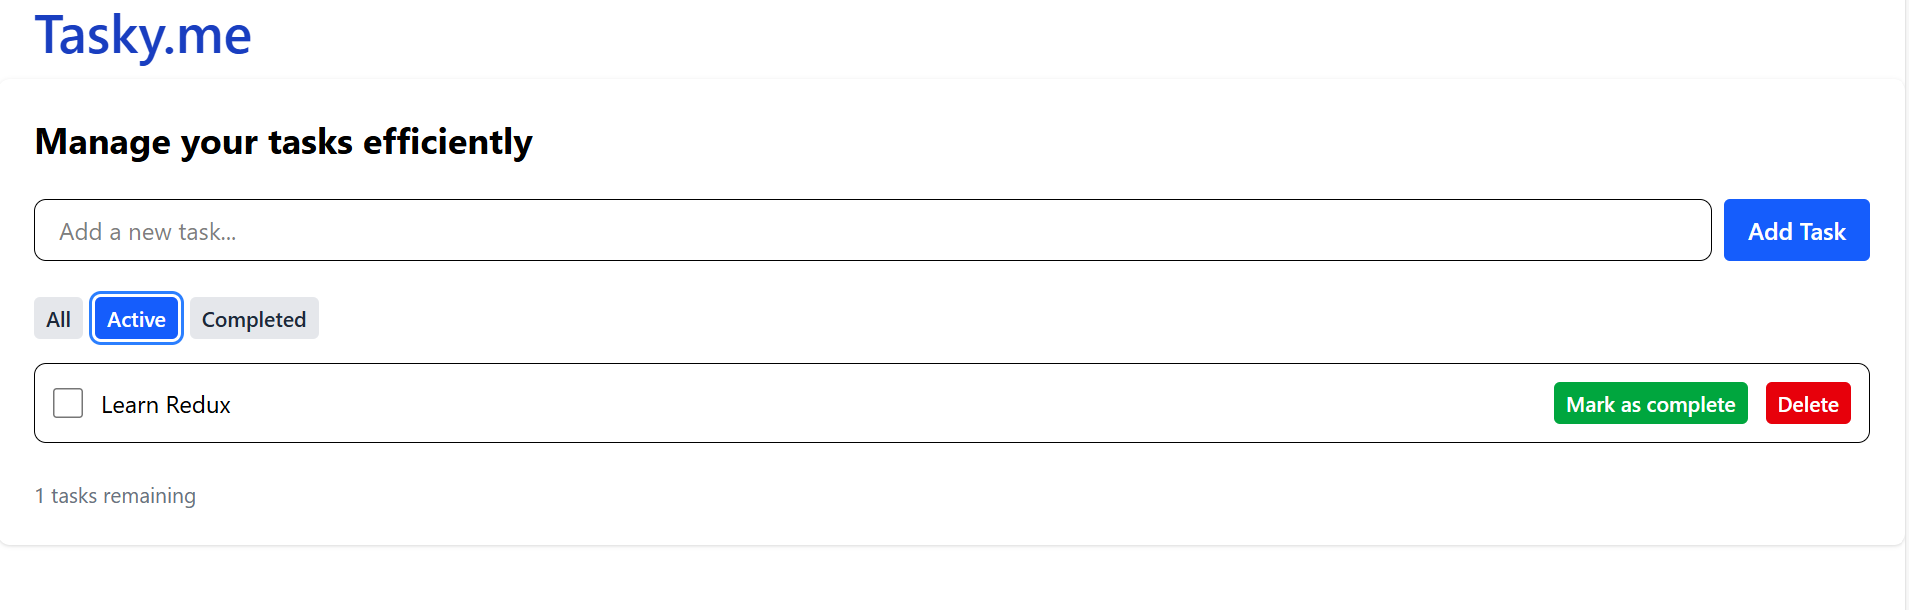 Tasky.me
Manage your tasks efficiently
Add a new task...
Add Task
All
Active
Completed
Learn Redux
Mark as complete
Delete
1 tasks remaining